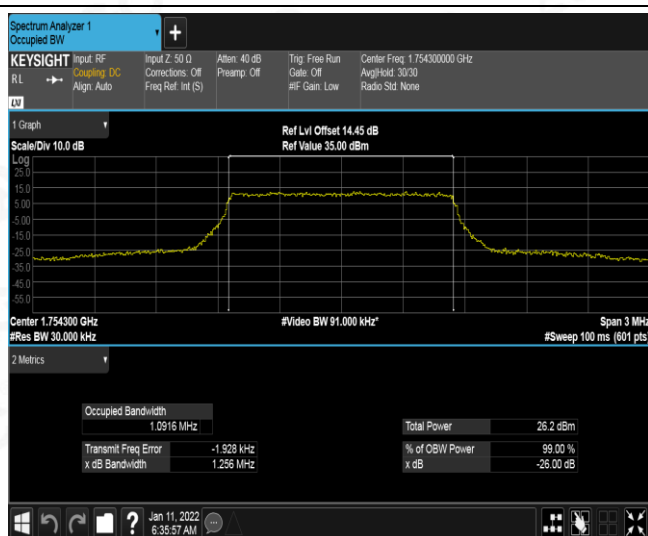 Spectrum Analyzer 1
Occupied BW
KEYSIGHT
RL
LXI
Input: RF
Coupling: DC
Align: Auto
Input Z: 50 Ω
Corrections: Off
Freq Ref: Int (S)
Atten: 40 dB
Preamp: Off
Trig: Free Run
Gate: Off
#IF Gain: Low
Center Freq: 1.754300000 GHz
Avg|Hold: 30/30
Radio Std: None
1 Graph
Scale/Div 10.0 dB
Ref Lvl Offset 14.45 dB
Ref Value 35.00 dBm
Log
25.0
15.0
5.00
-5.00
-15.0
-25.0
-35.0
-45.0
-55.0
Center 1.754300 GHz
#Res BW 30.000 kHz
#Video BW 91.000 kHz*
Span 3 MHz
#Sweep 100 ms (601 pts)
2 Metrics
Occupied Bandwidth
1.0916 MHz
Transmit Freq Error -1.928 kHz
x dB Bandwidth 1.256 MHz
Total Power 26.2 dBm
% of OBW Power 99.00 %
x dB -26.00 dB
?
Jan 11, 2022
6:35:57 AM